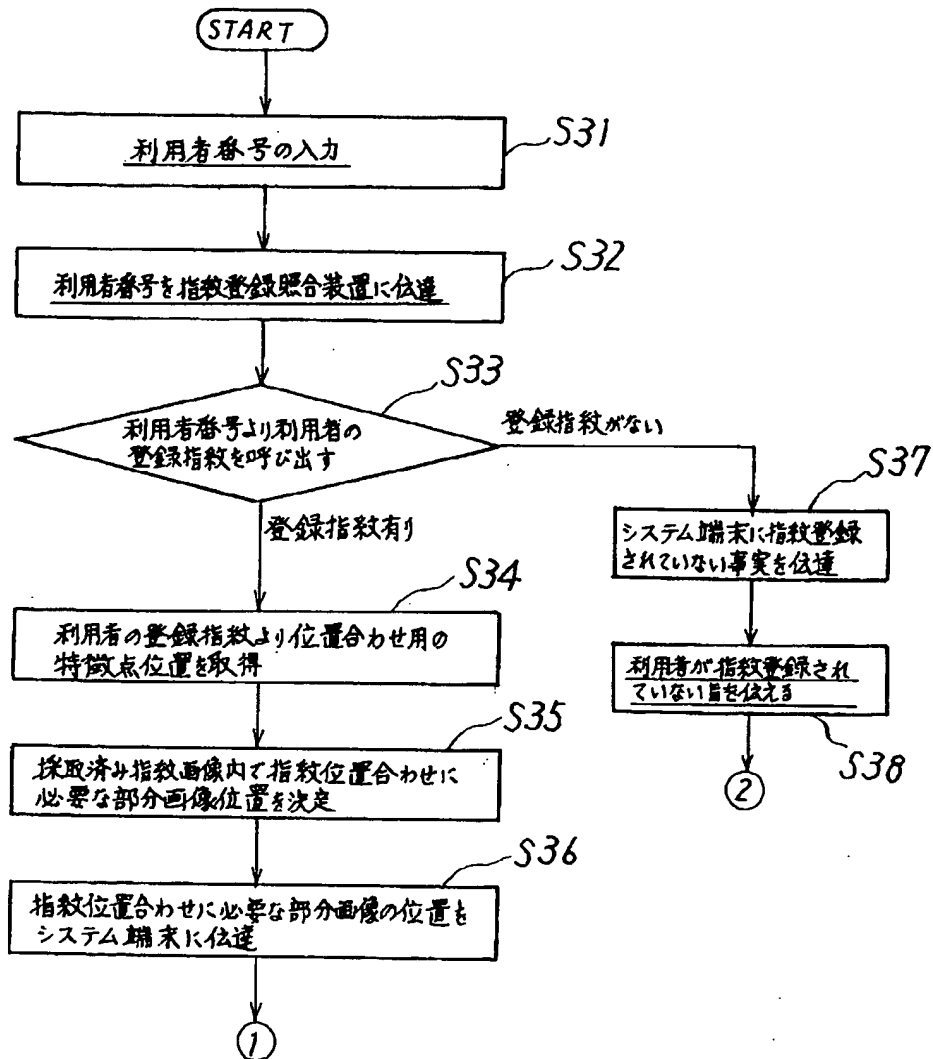 START
利用者番号の入力
S31
利用者番号を指紋登録照合装置に伝達
S32
利用者番号より利用者の
登録指紋を呼び出す
S33
登録指紋がない
登録指紋有り
利用者の登録指紋より位置合わせ用の
特徴点位置を取得
S34
採取済み指紋画像内で指紋位置合わせに
必要な部分画像位置を決定
S35
指紋位置合わせに必要な部分画像の位置を
システム端末に伝達
S36
1
システム端末に指紋登録
されていない事実を伝達
S37
利用者が指紋登録され
ていない旨を伝える
S38
2